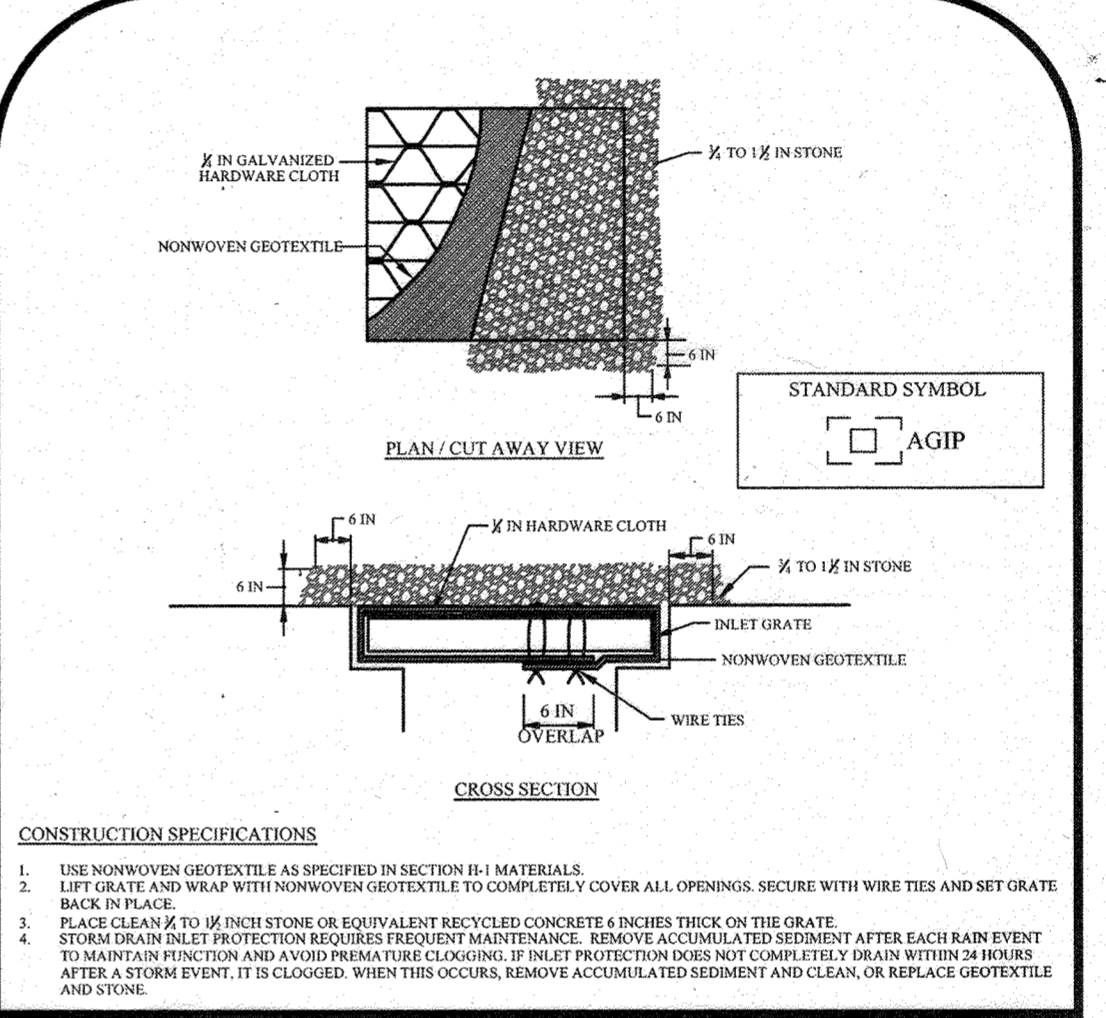 ¼ IN GALVANIZED
HARDWARE CLOTH
¾ TO 1½ IN STONE
NONWOVEN GEOTEXTILE
6 IN
6 IN
PLAN / CUT AWAY VIEW
STANDARD SYMBOL
AGIP
6 IN
¼ IN HARDWARE CLOTH
6 IN
6 IN
¾ TO 1½ IN STONE
INLET GRATE
NONWOVEN GEOTEXTILE
WIRE TIES
6 IN
OVERLAP
CROSS SECTION
CONSTRUCTION SPECIFICATIONS
1. USE NONWOVEN GEOTEXTILE AS SPECIFIED IN SECTION H-1 MATERIALS.
2. LIFT GRATE AND WRAP WITH NONWOVEN GEOTEXTILE TO COMPLETELY COVER ALL OPENINGS. SECURE WITH WIRE TIES AND SET GRATE
BACK IN PLACE.
3. PLACE CLEAN ¾ TO 1½ INCH STONE OR EQUIVALENT RECYCLED CONCRETE 6 INCHES THICK ON THE GRATE.
4. STORM DRAIN INLET PROTECTION REQUIRES FREQUENT MAINTENANCE. REMOVE ACCUMULATED SEDIMENT AFTER EACH RAIN EVENT
TO MAINTAIN FUNCTION AND AVOID PREMATURE CLOGGING. IF INLET PROTECTION DOES NOT COMPLETELY DRAIN WITHIN 24 HOURS
AFTER A STORM EVENT, IT IS CLOGGED. WHEN THIS OCCURS, REMOVE ACCUMULATED SEDIMENT AND CLEAN, OR REPLACE GEOTEXTILE
AND STONE.